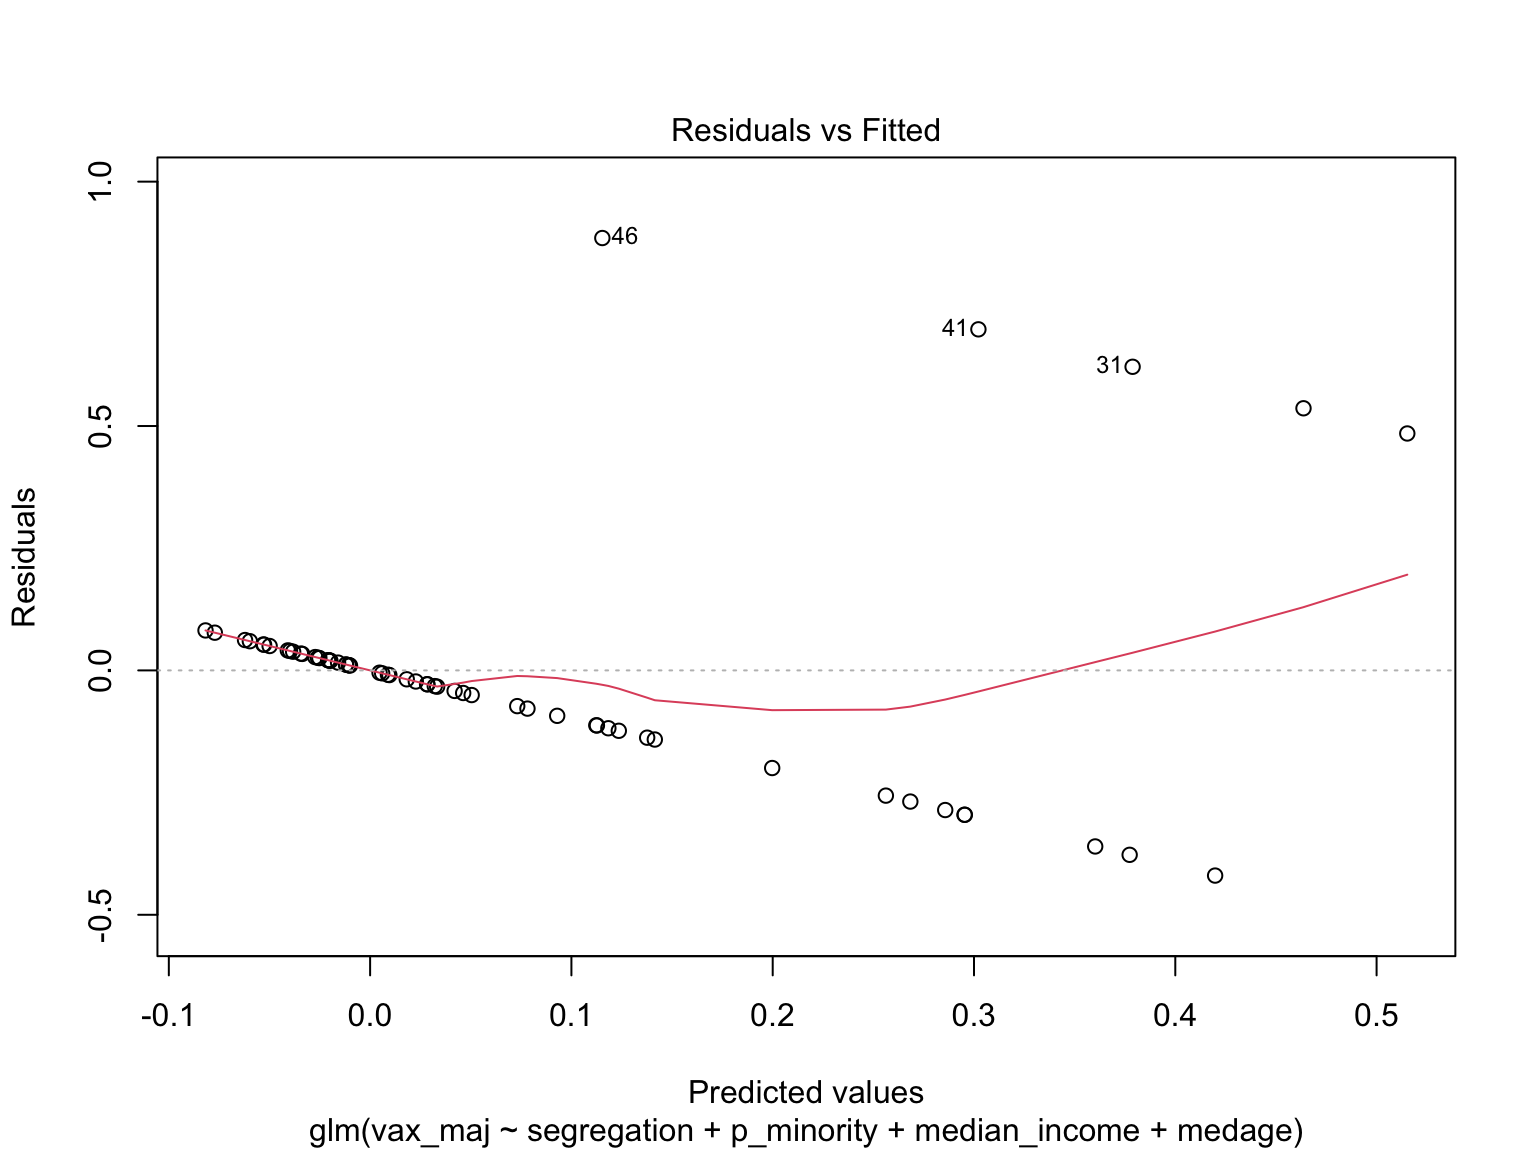 Residuals vs Fitted
1.0
0.5
0.0
-0.5
Residuals
46
41
31
-0.1 0.0 0.1 0.2 0.3 0.4 0.5
Predicted values
glm(vax_maj ~ segregation + p_minority + median_income + medage)